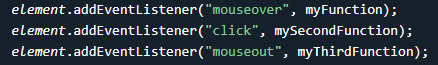 element.addEventListener("mouseover", myFunction);
element.addEventListener("click", mySecondFunction);
element.addEventListener("mouseout", myThirdFunction);